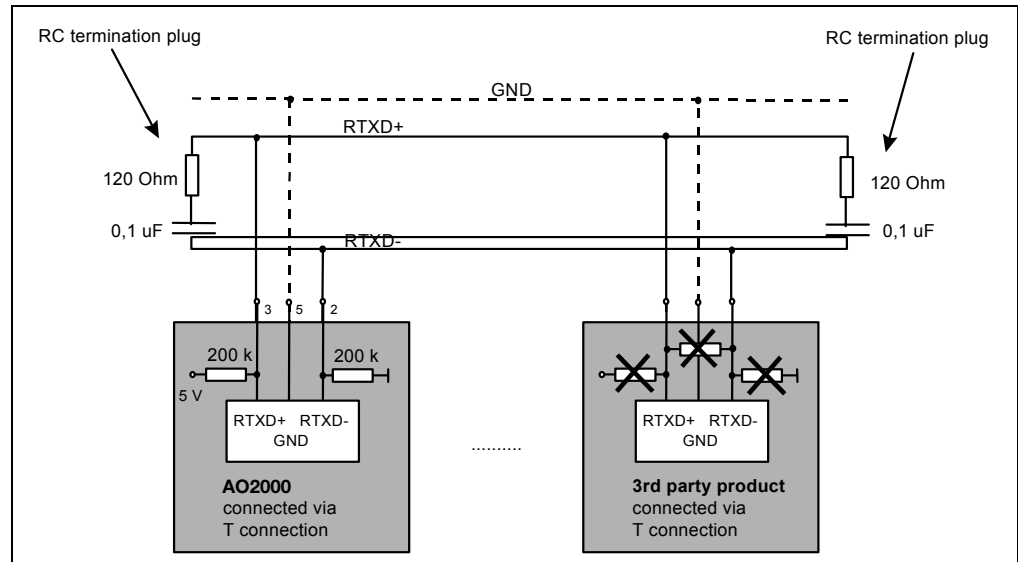 RC termination plug
RC termination plug
GND
RTXD+
120 Ohm
120 Ohm
0,1 uF
0,1 uF
RTXD-
3
5
2
200 k
200 k
5 V
RTXD+ RTXD-
GND
RTXD+ RTXD-
GND
..........
AO2000
connected via
T connection
3rd party product
connected via
T connection